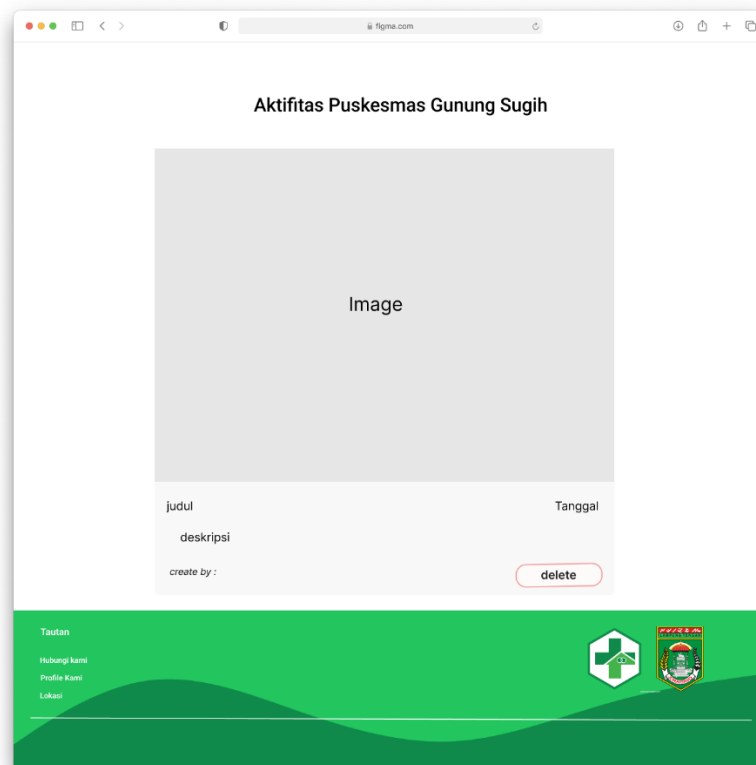 figma.com
Aktifitas Puskesmas Gunung Sugih
Image
judul
Tanggal
deskripsi
create by :
delete
Tautan
Hubungi kami
Profile Kami
Lokasi